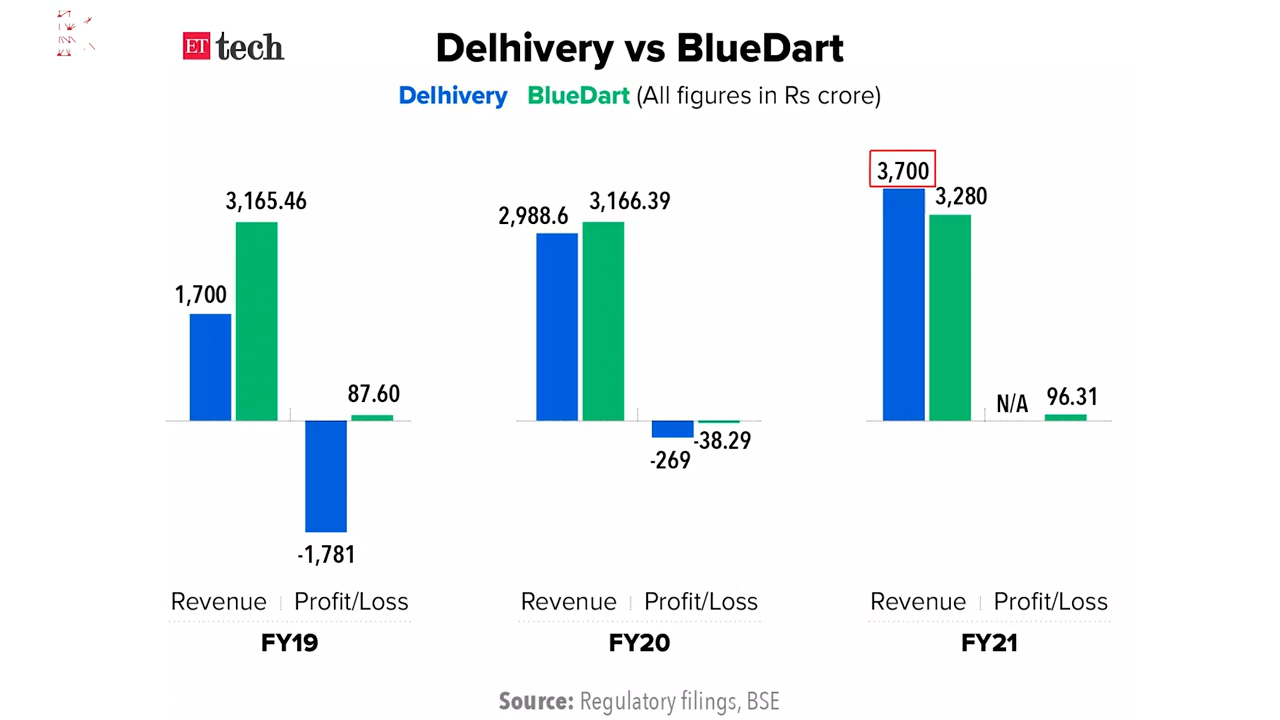 ET tech
Delhivery vs BlueDart
Delhivery BlueDart (All figures in Rs crore)
1,700
3,165.46
-1,781
87.60
Revenue Profit/Loss
FY19
2,988.6
3,166.39
-269
-38.29
Revenue Profit/Loss
FY20
3,700
3,280
N/A
96.31
Revenue Profit/Loss
FY21
Source: Regulatory filings, BSE